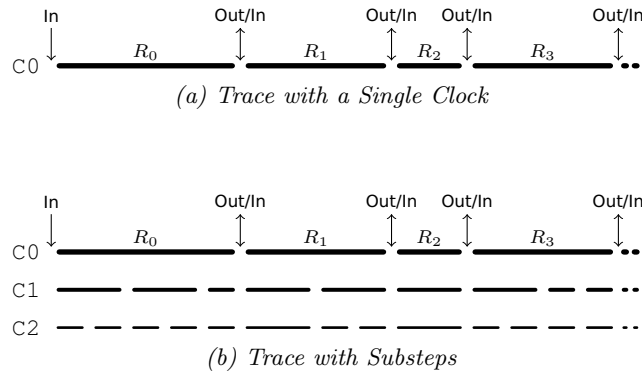 In Out/In Out/In Out/In Out/In
R0 R1 R2 R3
C0
(a) Trace with a Single Clock
In Out/In Out/In Out/In Out/In
R0 R1 R2 R3
C0
C1
C2
(b) Trace with Substeps